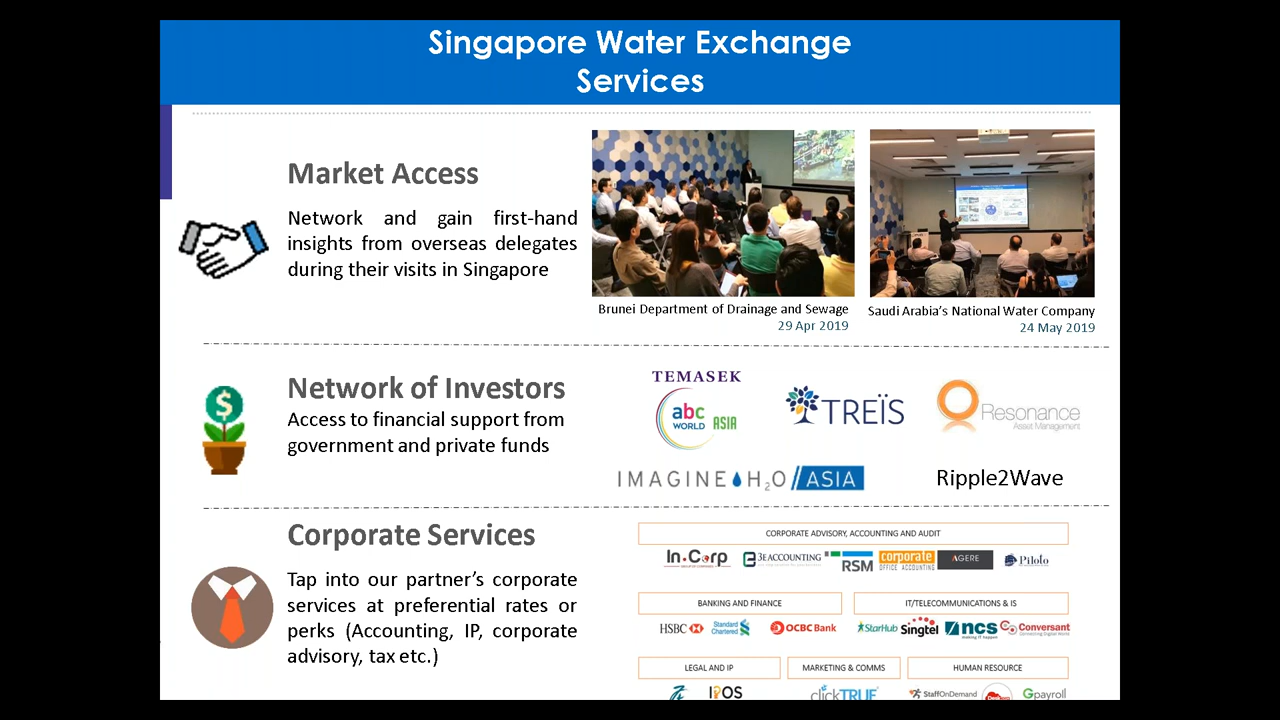 Singapore Water Exchange
Services
Market Access
Network and gain first-hand
insights from overseas delegates
during their visits in Singapore
Brunei Department of Drainage and Sewage
29 Apr 2019
Saudi Arabia's National Water Company
24 May 2019
Network of Investors
Access to financial support from
government and private funds
TEMASEK
abc
WORLD ASIA
TREÏS
Resonance
Asset Management
IMAGINE H2O/ASIA
Ripple2Wave
Corporate Services
Tap into our partner's corporate
services at preferential rates or
perks (Accounting, IP, corporate
advisory, tax etc.)
CORPORATE ADVISORY, ACCOUNTING AND AUDIT
In.Corp
3E ACCOUNTING
RSM
corporate
OFFICE ACCOUNTING
AGERE
Pilolo
BANKING AND FINANCE
IT/TELECOMMUNICATIONS & IS
HSBC
Standard
Chartered
OCBC Bank
StarHub
Singtel
ncs
Conversant
LEGAL AND IP
MARKETING & COMMS
HUMAN RESOURCE
IPOS
clickTRUE
StaffOnDemand
Gpayroll